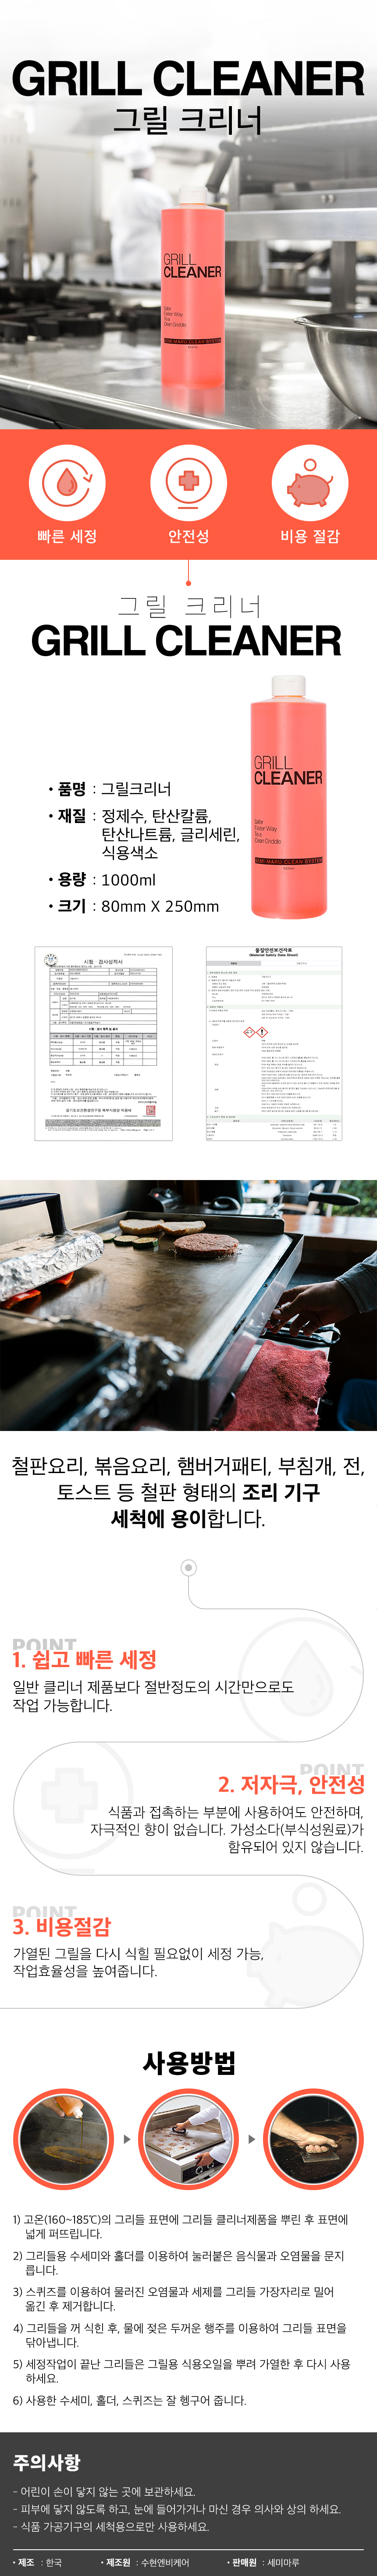 GRILL CLEANER
그릴 크리너
GRILL
CLEANER
빠른 세정
안전성
비용 절감
그릴 크리너
GRILL CLEANER
• 품명 : 그릴크리너
• 재질 : 정제수, 탄산칼륨,
탄산나트륨, 글리세린,
식용색소
• 용량 : 1000ml
• 크기 : 80mm X 250mm
GRILL
CLEANER
Safer
Faster Way
To a
Clean Griddle
SEMI-MARU CLEAN SYSTEM
시험 · 검사성적서
물질안전보건자료
(Material Safety Data Sheet)
철판요리, 볶음요리, 햄버거패티, 부침개, 전,
토스트 등 철판 형태의 조리 기구
세척에 용이합니다.
POINT
1. 쉽고 빠른 세정
일반 클리너 제품보다 절반정도의 시간만으로도
작업 가능합니다.
POINT
2. 저자극, 안전성
식품과 접촉하는 부분에 사용하여도 안전하며,
자극적인 향이 없습니다. 가성소다(부식성원료)가
함유되어 있지 않습니다.
POINT
3. 비용절감
가열된 그릴을 다시 식힐 필요없이 세정 가능,
작업효율성을 높여줍니다.
사용방법
1) 고온(160~185℃)의 그리들 표면에 그리들 클리너제품을 뿌린 후 표면에
넓게 퍼뜨립니다.
2) 그리들용 수세미와 홀더를 이용하여 눌러붙은 음식물과 오염물을 문지
릅니다.
3) 스퀴즈를 이용하여 물러진 오염물과 세제를 그리들 가장자리로 밀어
옮긴 후 제거합니다.
4) 그리들을 꺼 식힌 후, 물에 젖은 두꺼운 행주를 이용하여 그리들 표면을
닦아냅니다.
5) 세정작업이 끝난 그리들은 그릴용 식용오일을 뿌려 가열한 후 다시 사용
하세요.
6) 사용한 수세미, 홀더, 스퀴즈는 잘 헹구어 줍니다.
주의사항
- 어린이 손이 닿지 않는 곳에 보관하세요.
- 피부에 닿지 않도록 하고, 눈에 들어가거나 마신 경우 의사와 상의 하세요.
- 식품 가공기구의 세척용으로만 사용하세요.
• 제조 : 한국 • 제조원 : 수현엔비케어 • 판매원 : 세미마루